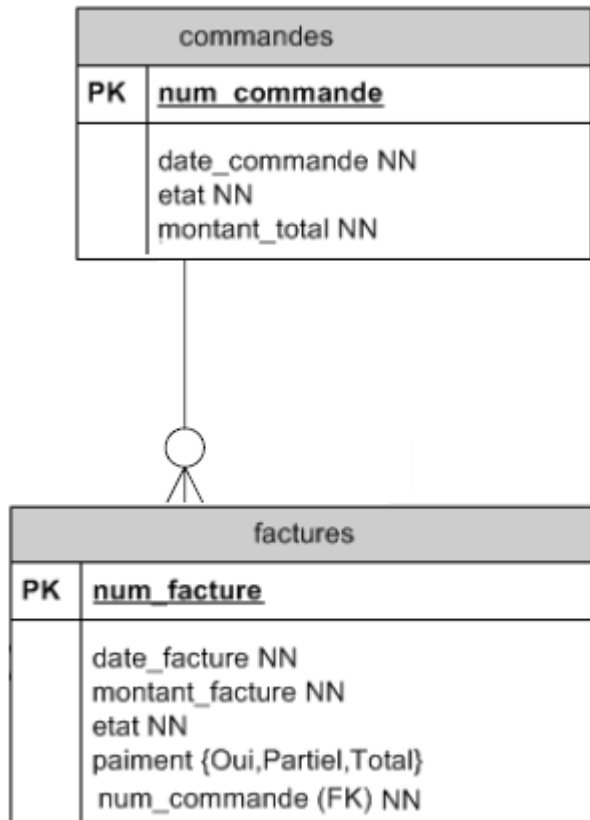 commandes
PK num_commande
date_commande NN
etat NN
montant_total NN
factures
PK num_facture
date_facture NN
montant_facture NN
etat NN
paiment {Oui,Partiel,Total}
num_commande (FK) NN